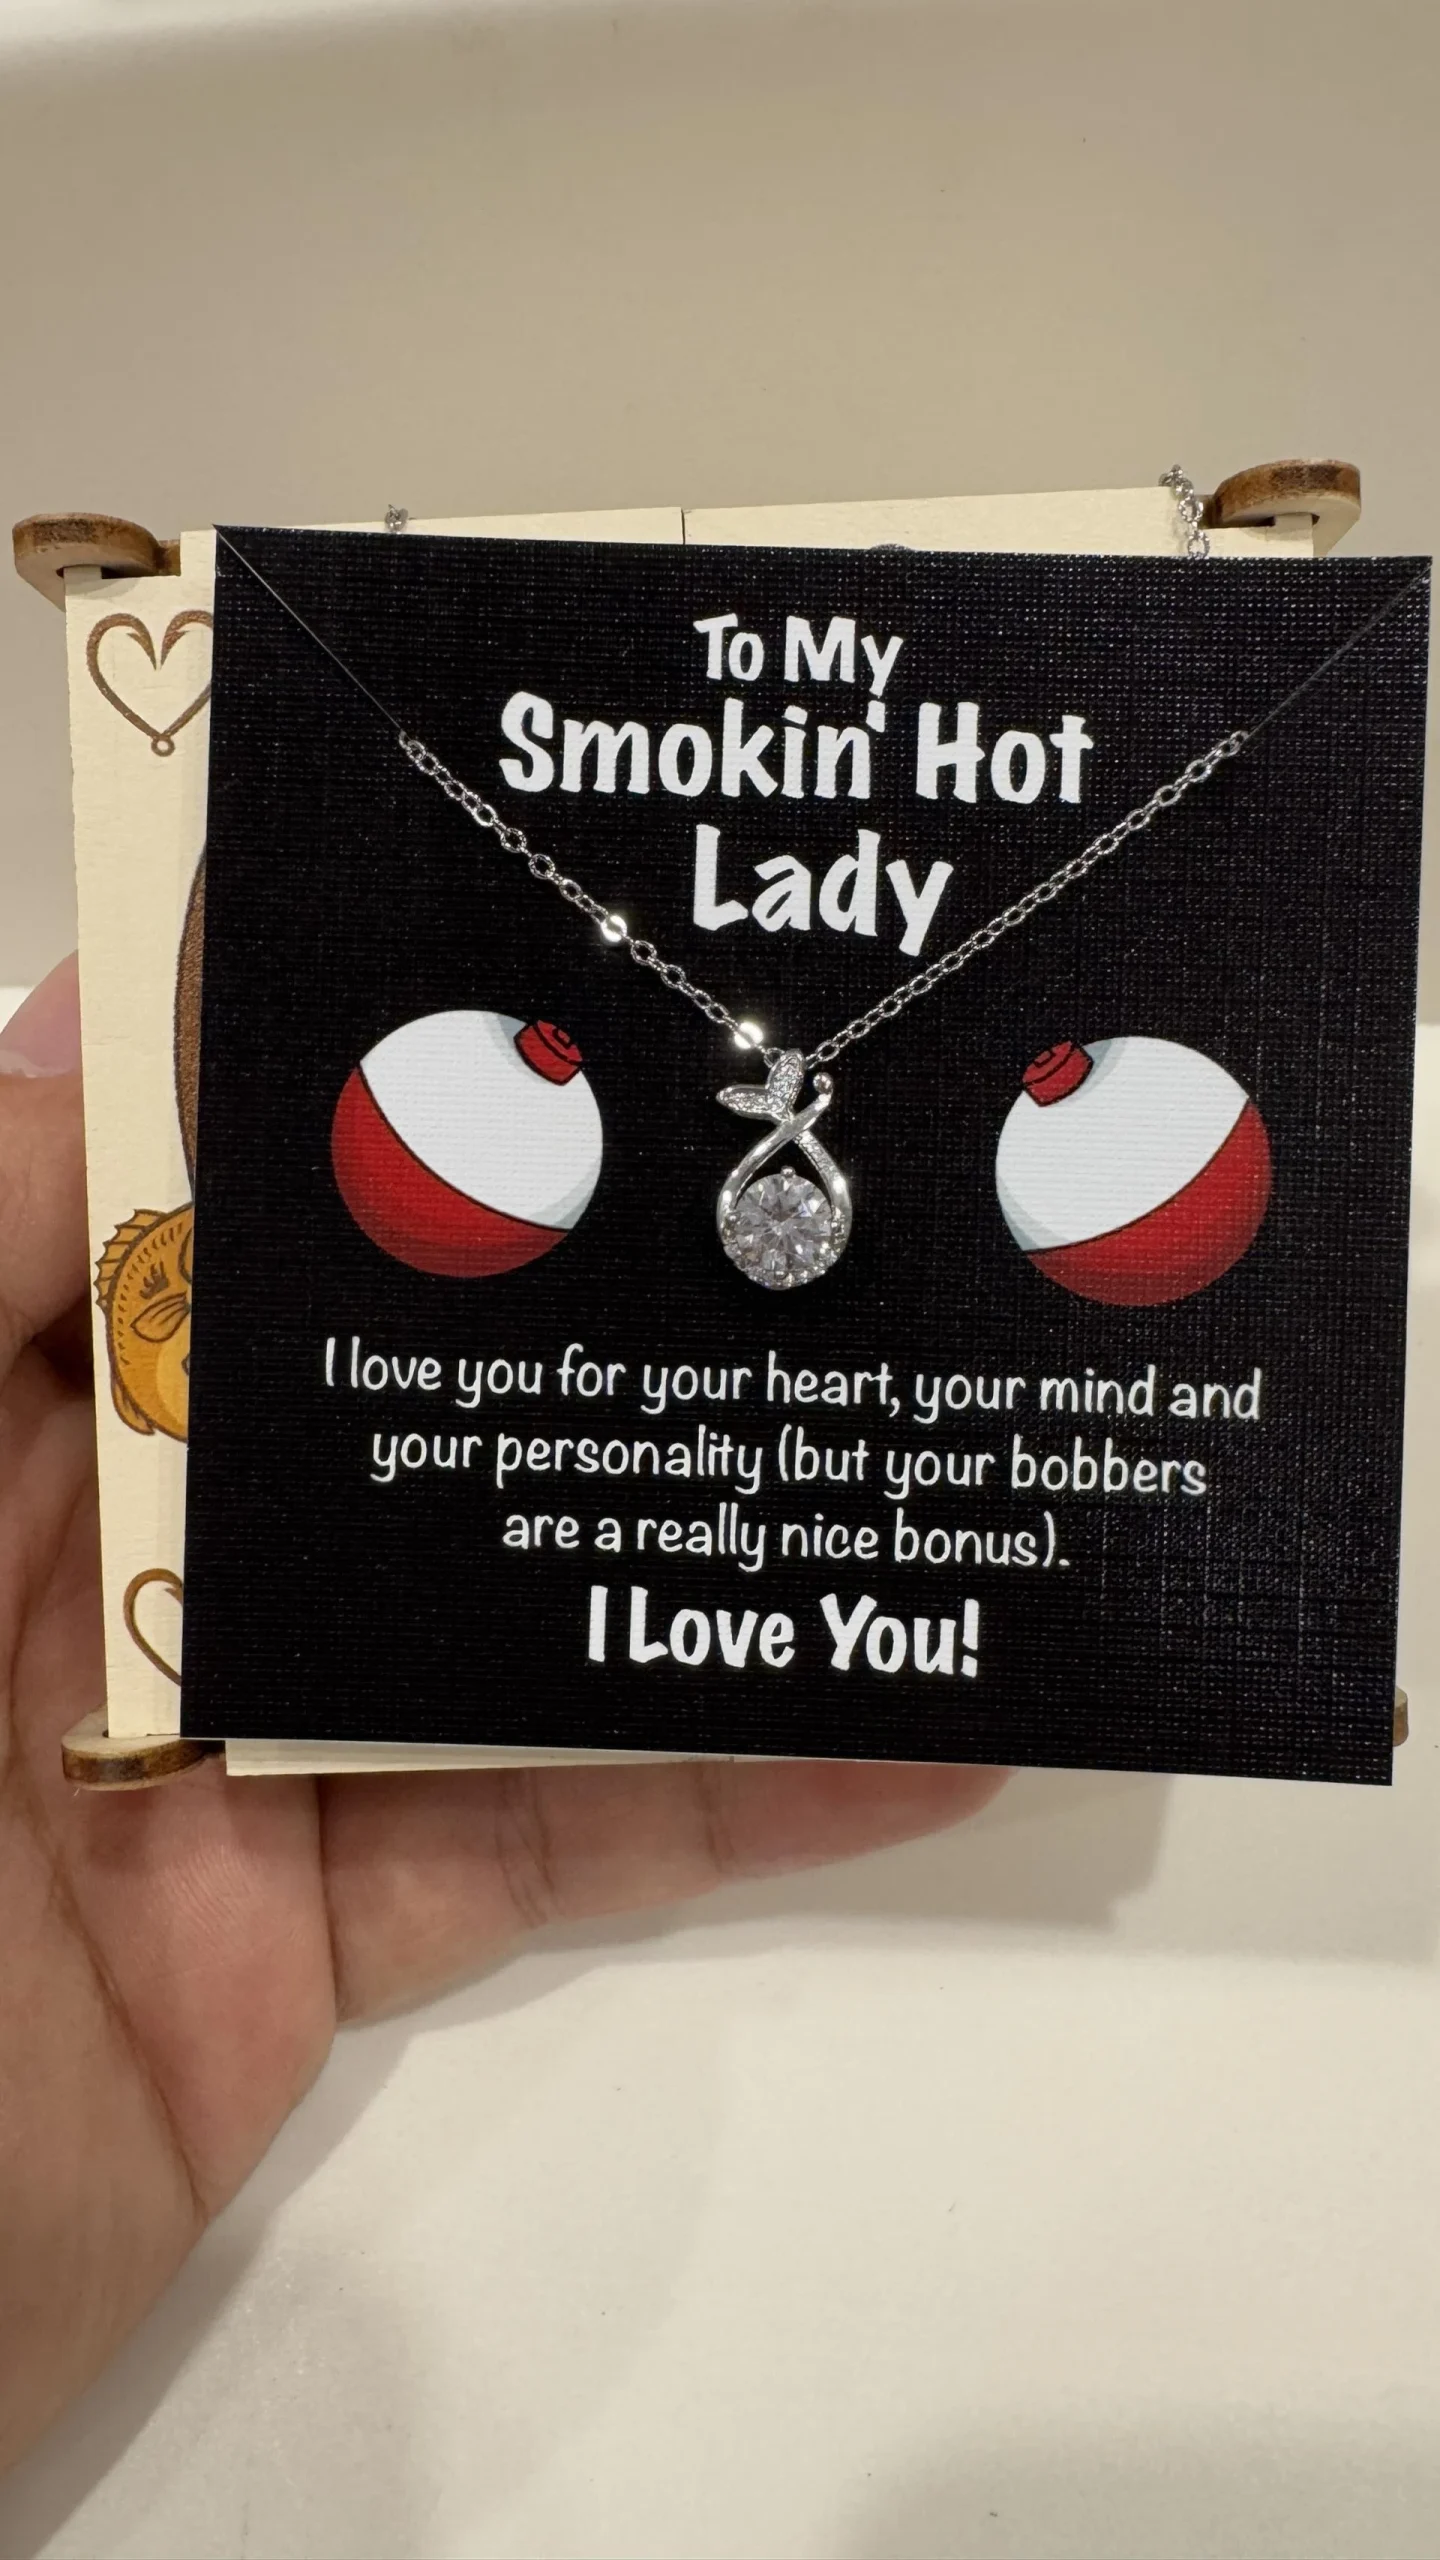 To My
Smokin' Hot
Lady
I love you for your heart, your mind and
your personality (but your bobbers
are a really nice bonus).
I Love You!